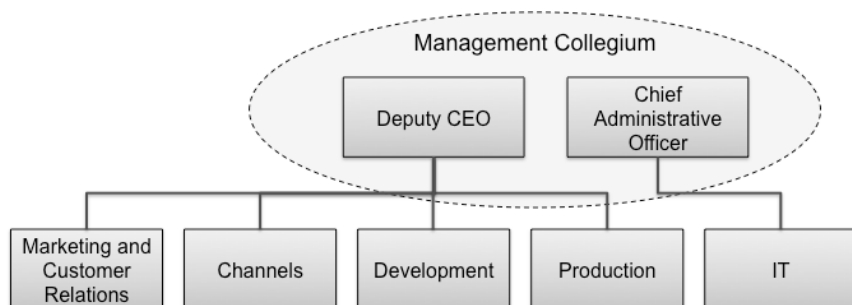 Management Collegium
Deputy CEO
Chief
Administrative
Officer
Marketing and
Customer
Relations
Channels
Development
Production
IT